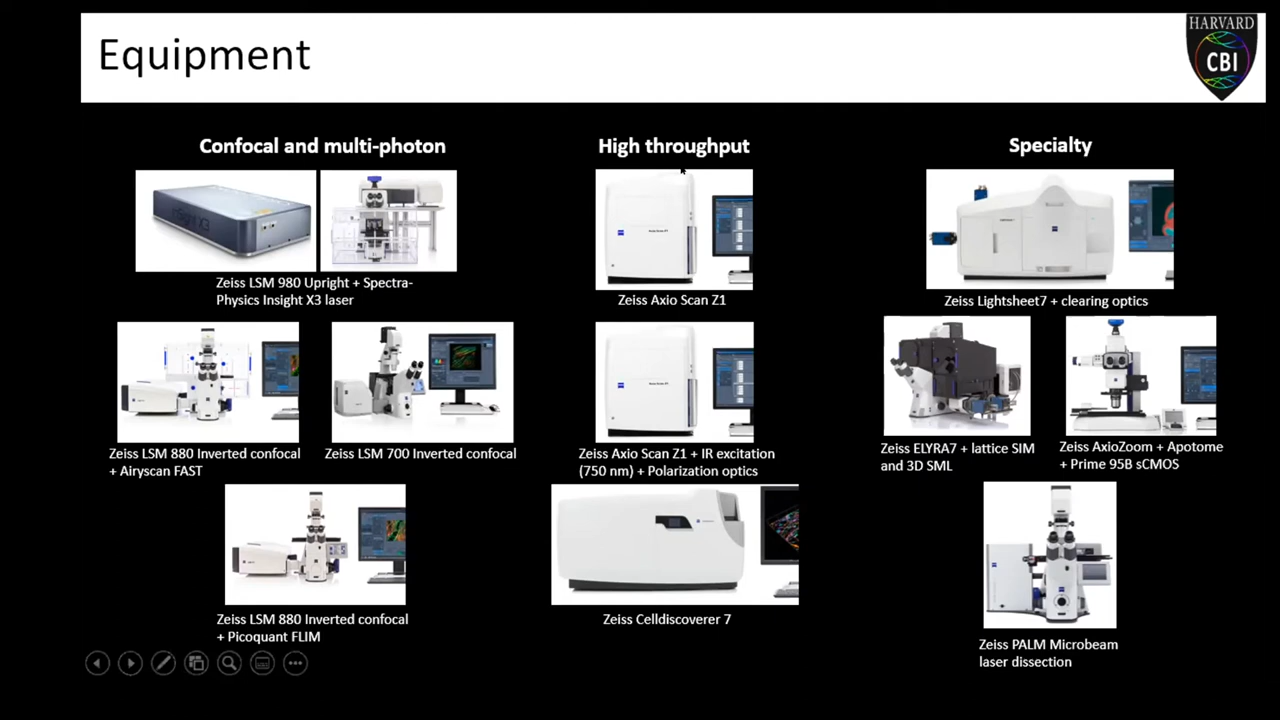 Equipment
HARVARD
CBI
Confocal and multi-photon
Zeiss LSM 980 Upright + Spectra-
Physics Insight X3 laser
Zeiss LSM 880 Inverted confocal
+ Airyscan FAST
Zeiss LSM 700 Inverted confocal
Zeiss LSM 880 Inverted confocal
+ Picoquant FLIM
High throughput
Zeiss Axio Scan Z1
Zeiss Axio Scan Z1 + IR excitation
(750 nm) + Polarization optics
Zeiss Celldiscoverer 7
Specialty
Zeiss Lightsheet7 + clearing optics
Zeiss ELYRA7 + lattice SIM
and 3D SML
Zeiss AxioZoom + Apotome
+ Prime 95B sCMOS
Zeiss PALM Microbeam
laser dissection